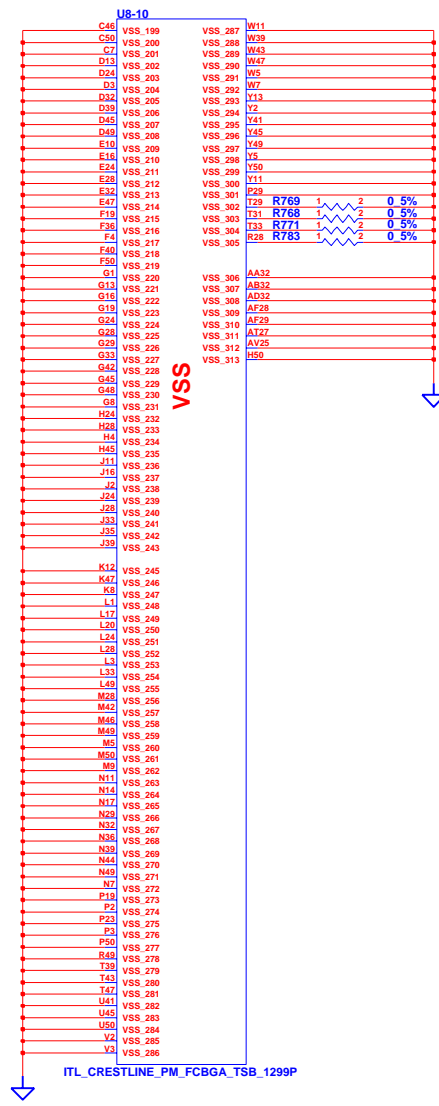 U8-10
C46 VSS_199 VSS_287 W11
C50 VSS_200 VSS_288 W39
C7 VSS_201 VSS_289 W43
D13 VSS_202 VSS_290 W47
D24 VSS_203 VSS_291 W5
D3 VSS_204 VSS_292 W7
D32 VSS_205 VSS_293 Y13
D39 VSS_206 VSS_294 Y2
D45 VSS_207 VSS_295 Y41
D49 VSS_208 VSS_296 Y45
E10 VSS_209 VSS_297 Y49
E16 VSS_210 VSS_298 Y5
E24 VSS_211 VSS_299 Y50
E28 VSS_212 VSS_300 Y11
E32 VSS_213 VSS_301 P29
E47 VSS_214 VSS_302 T29 R769 1 2 0_5%
F19 VSS_215 VSS_303 T31 R768 1 2 0_5%
F36 VSS_216 VSS_304 T33 R771 1 2 0_5%
F4 VSS_217 VSS_305 R28 R783 1 2 0_5%
F40 VSS_218
F50 VSS_219
G1 VSS_220 VSS_306 AA32
G13 VSS_221 VSS_307 AB32
G16 VSS_222 VSS_308 AD32
G19 VSS_223 VSS_309 AF28
G24 VSS_224 VSS_310 AF29
G28 VSS_225 VSS_311 AT27
G29 VSS_226 VSS_312 AV25
G33 VSS_227 VSS_313 H50
G42 VSS_228
G45 VSS_229
G48 VSS_230
G8 VSS_231
VSS
H24 VSS_232
H28 VSS_233
H4 VSS_234
H45 VSS_235
J11 VSS_236
J16 VSS_237
J2 VSS_238
J24 VSS_239
J28 VSS_240
J33 VSS_241
J35 VSS_242
J39 VSS_243
K12 VSS_245
K47 VSS_246
K8 VSS_247
L1 VSS_248
L17 VSS_249
L20 VSS_250
L24 VSS_251
L28 VSS_252
L3 VSS_253
L33 VSS_254
L49 VSS_255
M28 VSS_256
M42 VSS_257
M46 VSS_258
M49 VSS_259
M5 VSS_260
M50 VSS_261
M9 VSS_262
N11 VSS_263
N14 VSS_264
N17 VSS_265
N29 VSS_266
N32 VSS_267
N36 VSS_268
N39 VSS_269
N44 VSS_270
N49 VSS_271
N7 VSS_272
P19 VSS_273
P2 VSS_274
P23 VSS_275
P3 VSS_276
P50 VSS_277
R49 VSS_278
T39 VSS_279
T43 VSS_280
T47 VSS_281
U41 VSS_282
U45 VSS_283
U50 VSS_284
V2 VSS_285
V3 VSS_286
ITL_CRESTLINE_PM_FCBGA_TSB_1299P